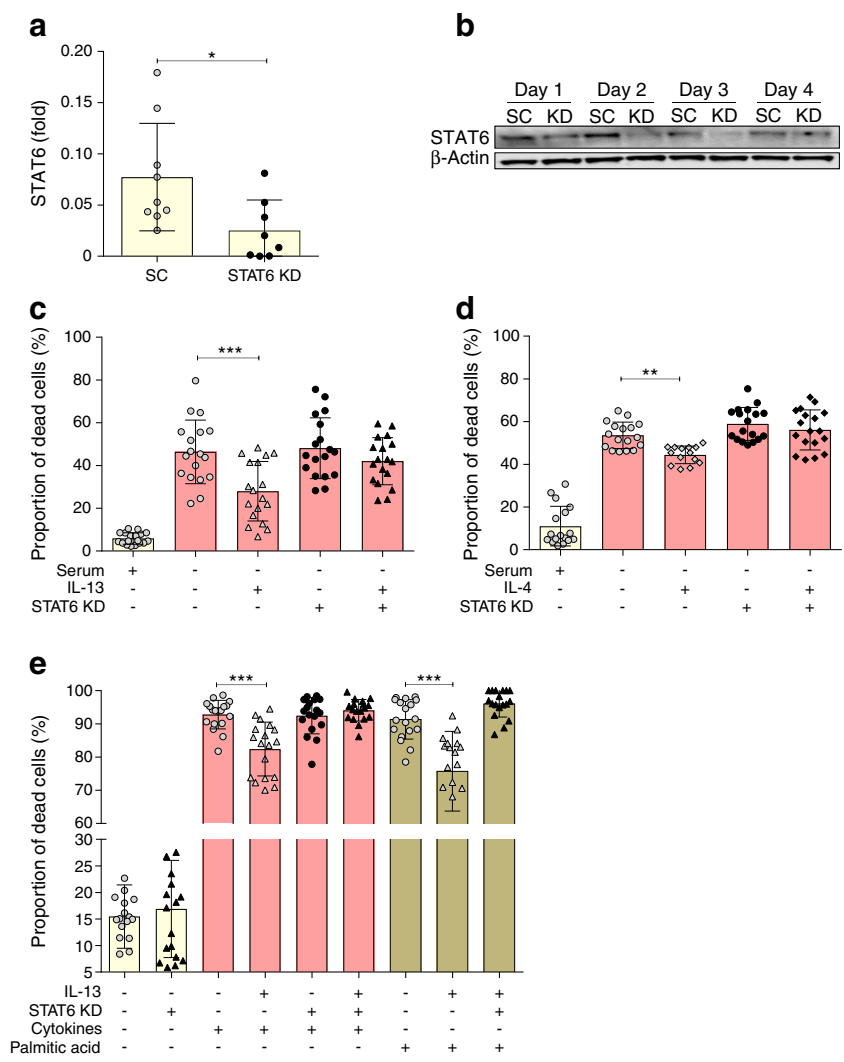 a
b
*
0.20
0.15
0.10
0.05
0
STAT6 (fold)
SC
STAT6 KD
Day 1 Day 2 Day 3 Day 4
SC KD SC KD SC KD SC KD
STAT6
β-Actin
c
d
100
80
60
40
20
0
Proportion of dead cells (%)
***
Serum + - - - -
IL-13 - - + - +
STAT6 KD - - - + +
100
80
60
40
20
0
Proportion of dead cells (%)
**
Serum + - - - -
IL-4 - - + - +
STAT6 KD - - - + +
e
*** ***
100
90
80
70
60
30
25
20
15
10
5
Proportion of dead cells (%)
IL-13 - - - + - + - + +
STAT6 KD - + - - + + - - +
Cytokines - - + + + + - - -
Palmitic acid - - - - - - + + +